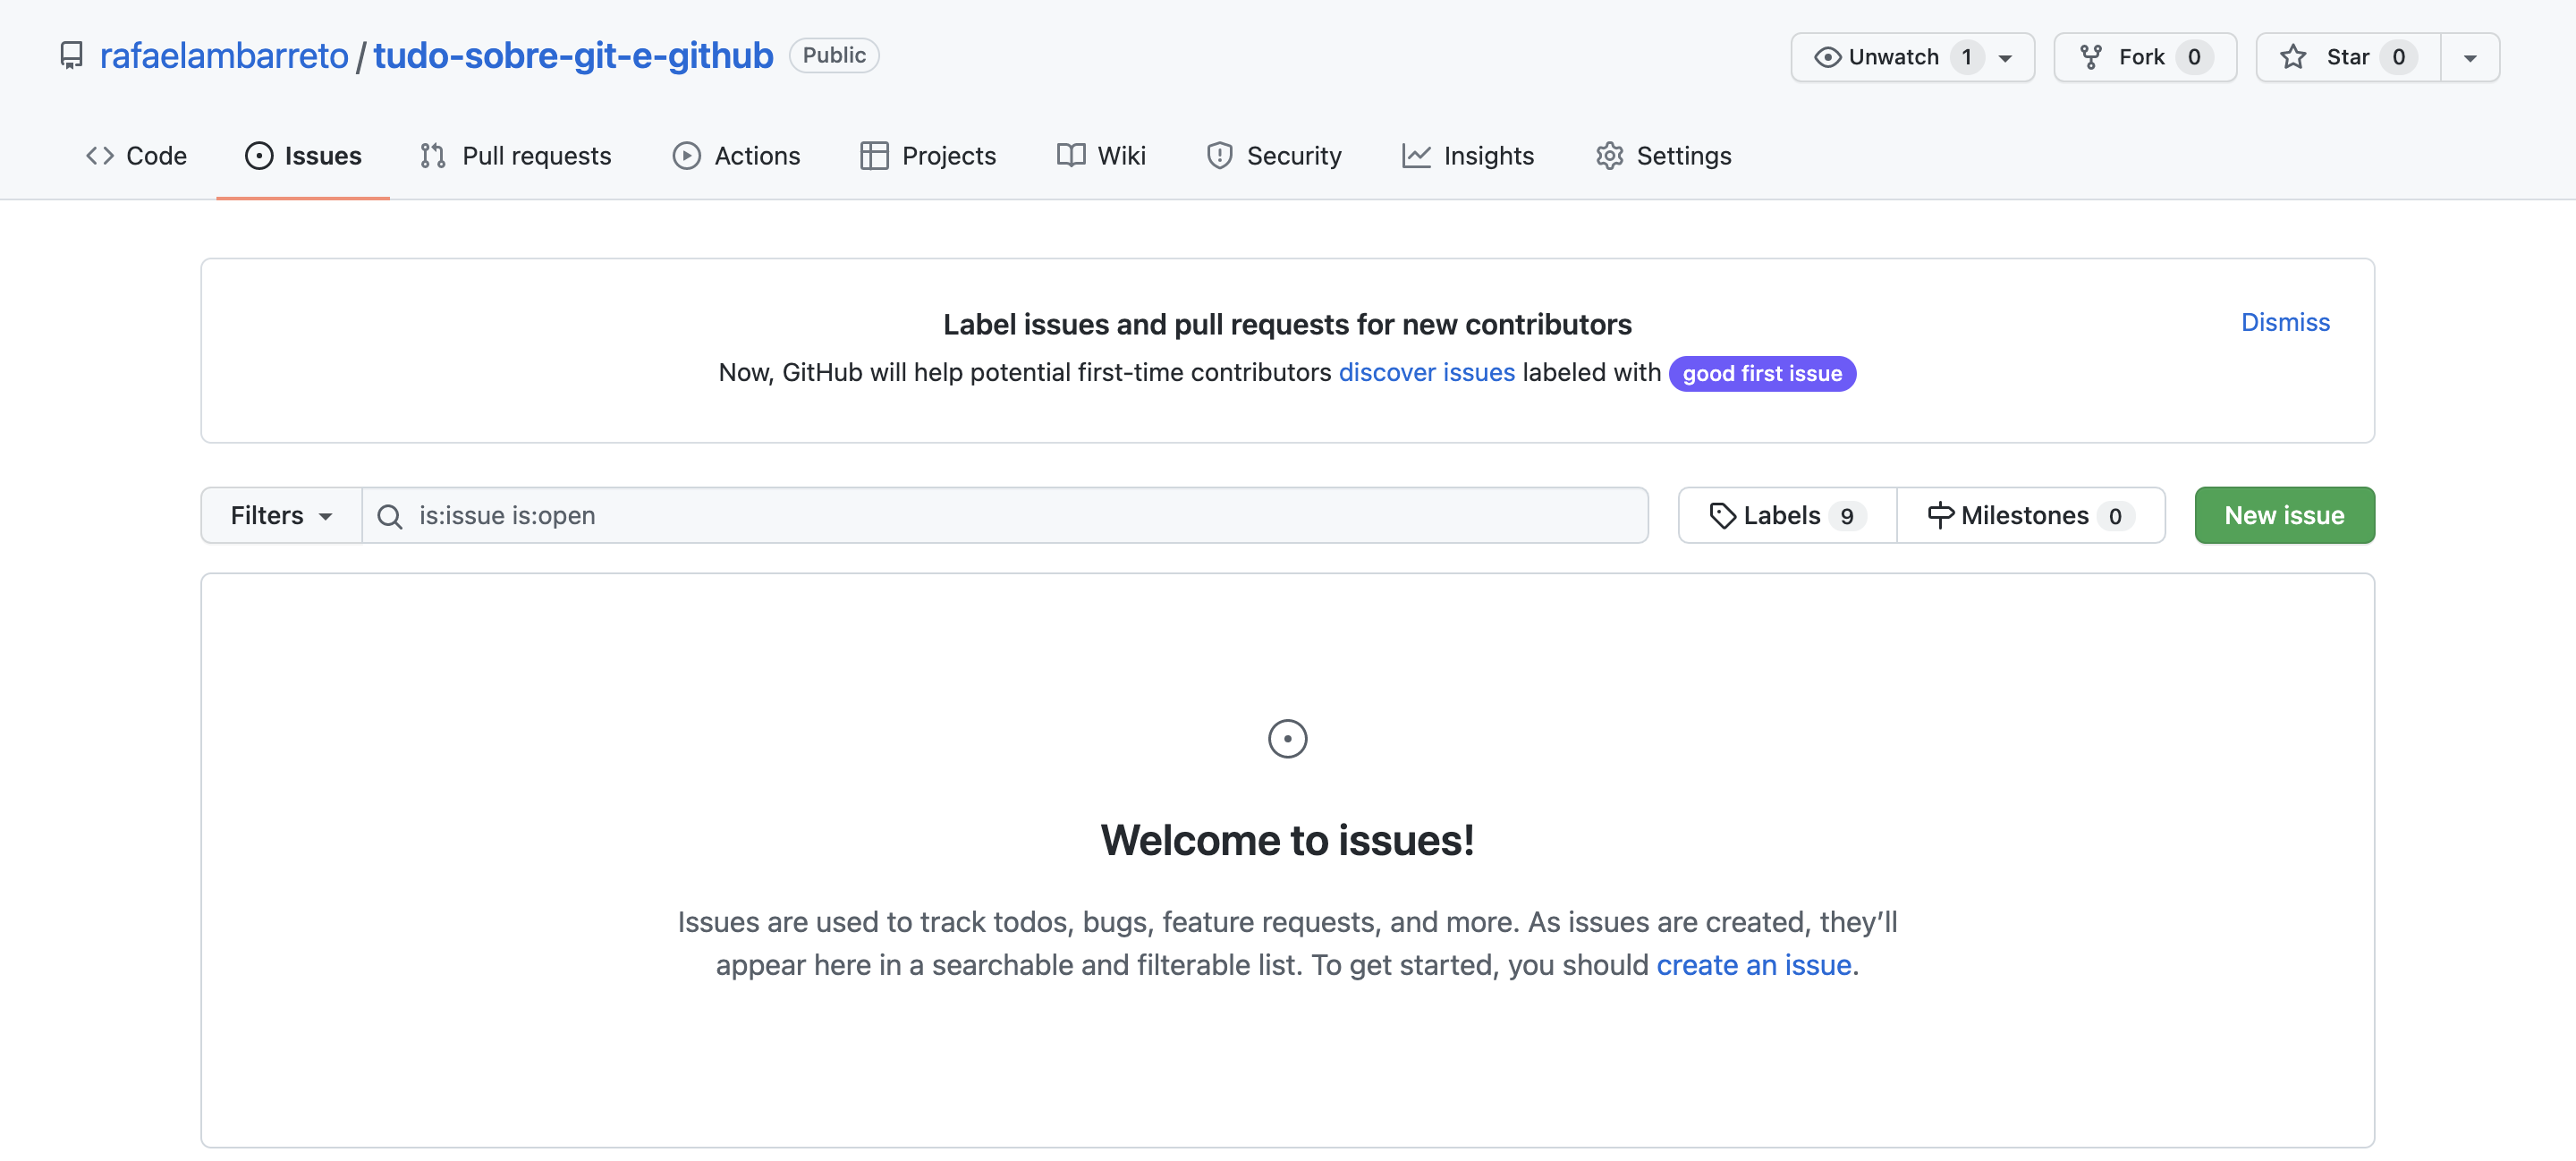 rafaelambarreto / tudo-sobre-git-e-github Public
Unwatch 1 Fork 0 Star 0
Code Issues Pull requests Actions Projects Wiki Security Insights Settings
Label issues and pull requests for new contributors
Dismiss
Now, GitHub will help potential first-time contributors discover issues labeled with good first issue
Filters is:issue is:open Labels 9 Milestones 0 New issue
Welcome to issues!
Issues are used to track todos, bugs, feature requests, and more. As issues are created, they’ll
appear here in a searchable and filterable list. To get started, you should create an issue.